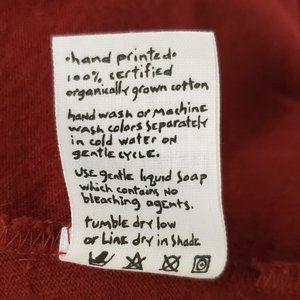 ·hand printed·
100% certified
organically grown cotton
hand wash or machine
wash colors separately
in cold water on
gentle cycle.
use gentle liquid soap
which contains no
bleaching agents.
tumble dry low
or line dry in shade